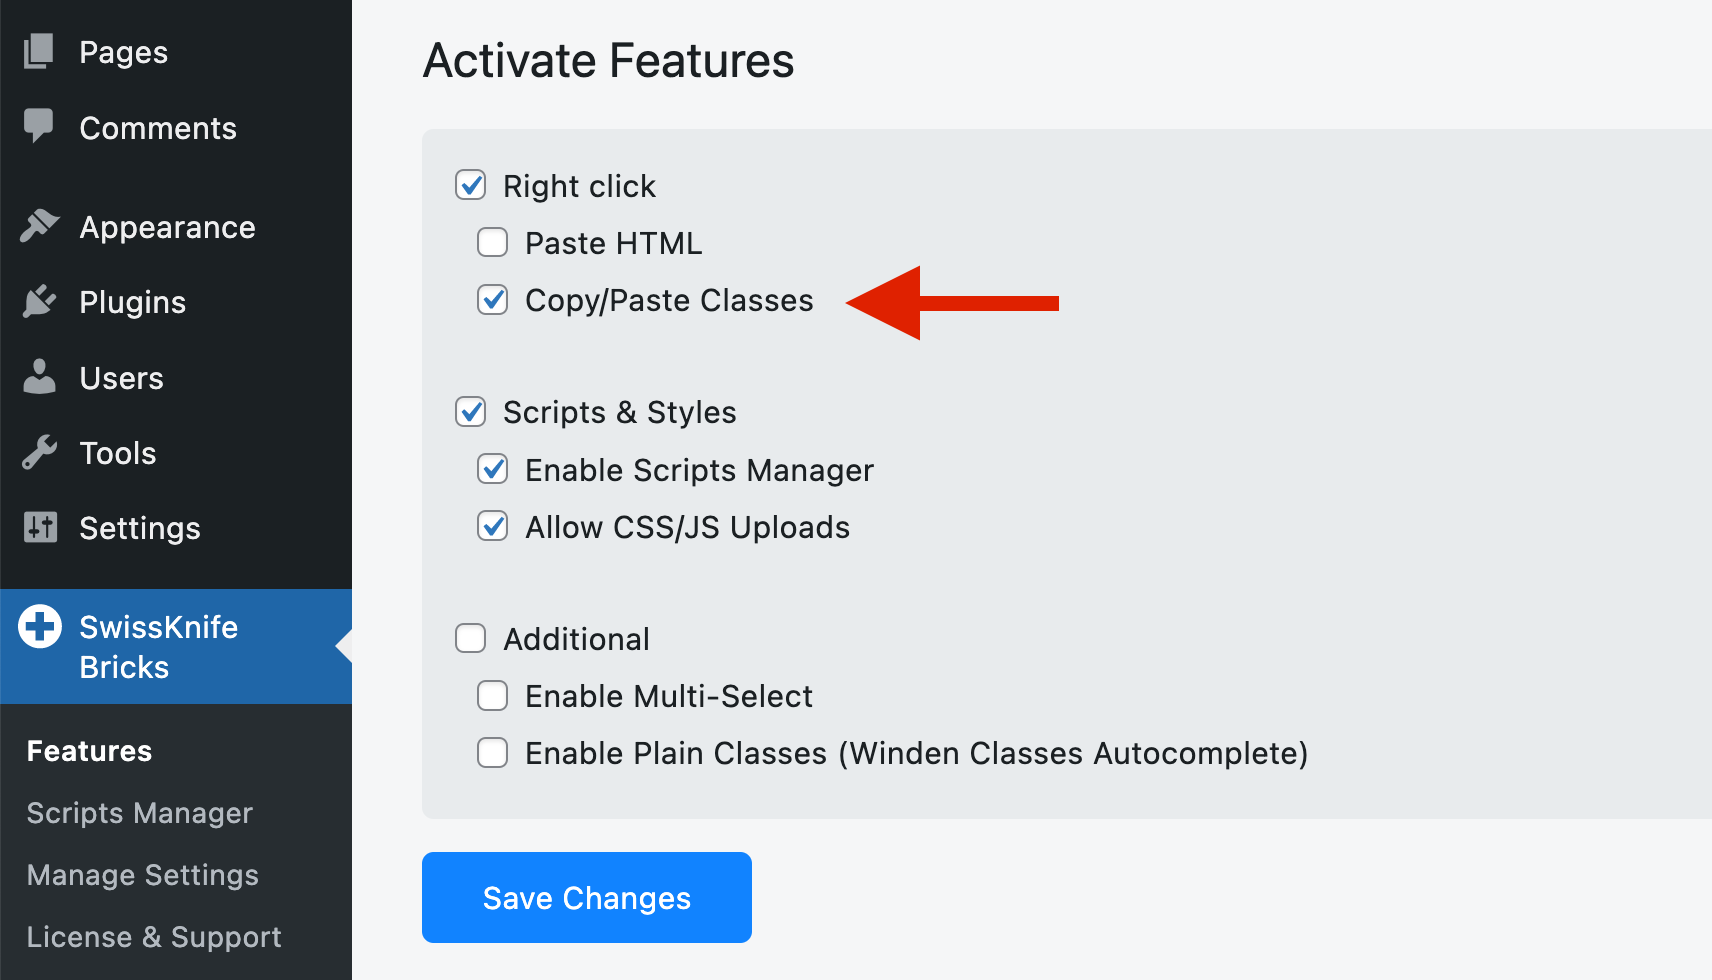 Pages
Comments
Appearance
Plugins
Users
Tools
Settings
SwissKnife
Bricks
Features
Scripts Manager
Manage Settings
License & Support
Activate Features
Right click
Paste HTML
Copy/Paste Classes
Scripts & Styles
Enable Scripts Manager
Allow CSS/JS Uploads
Additional
Enable Multi-Select
Enable Plain Classes (Winden Classes Autocomplete)
Save Changes